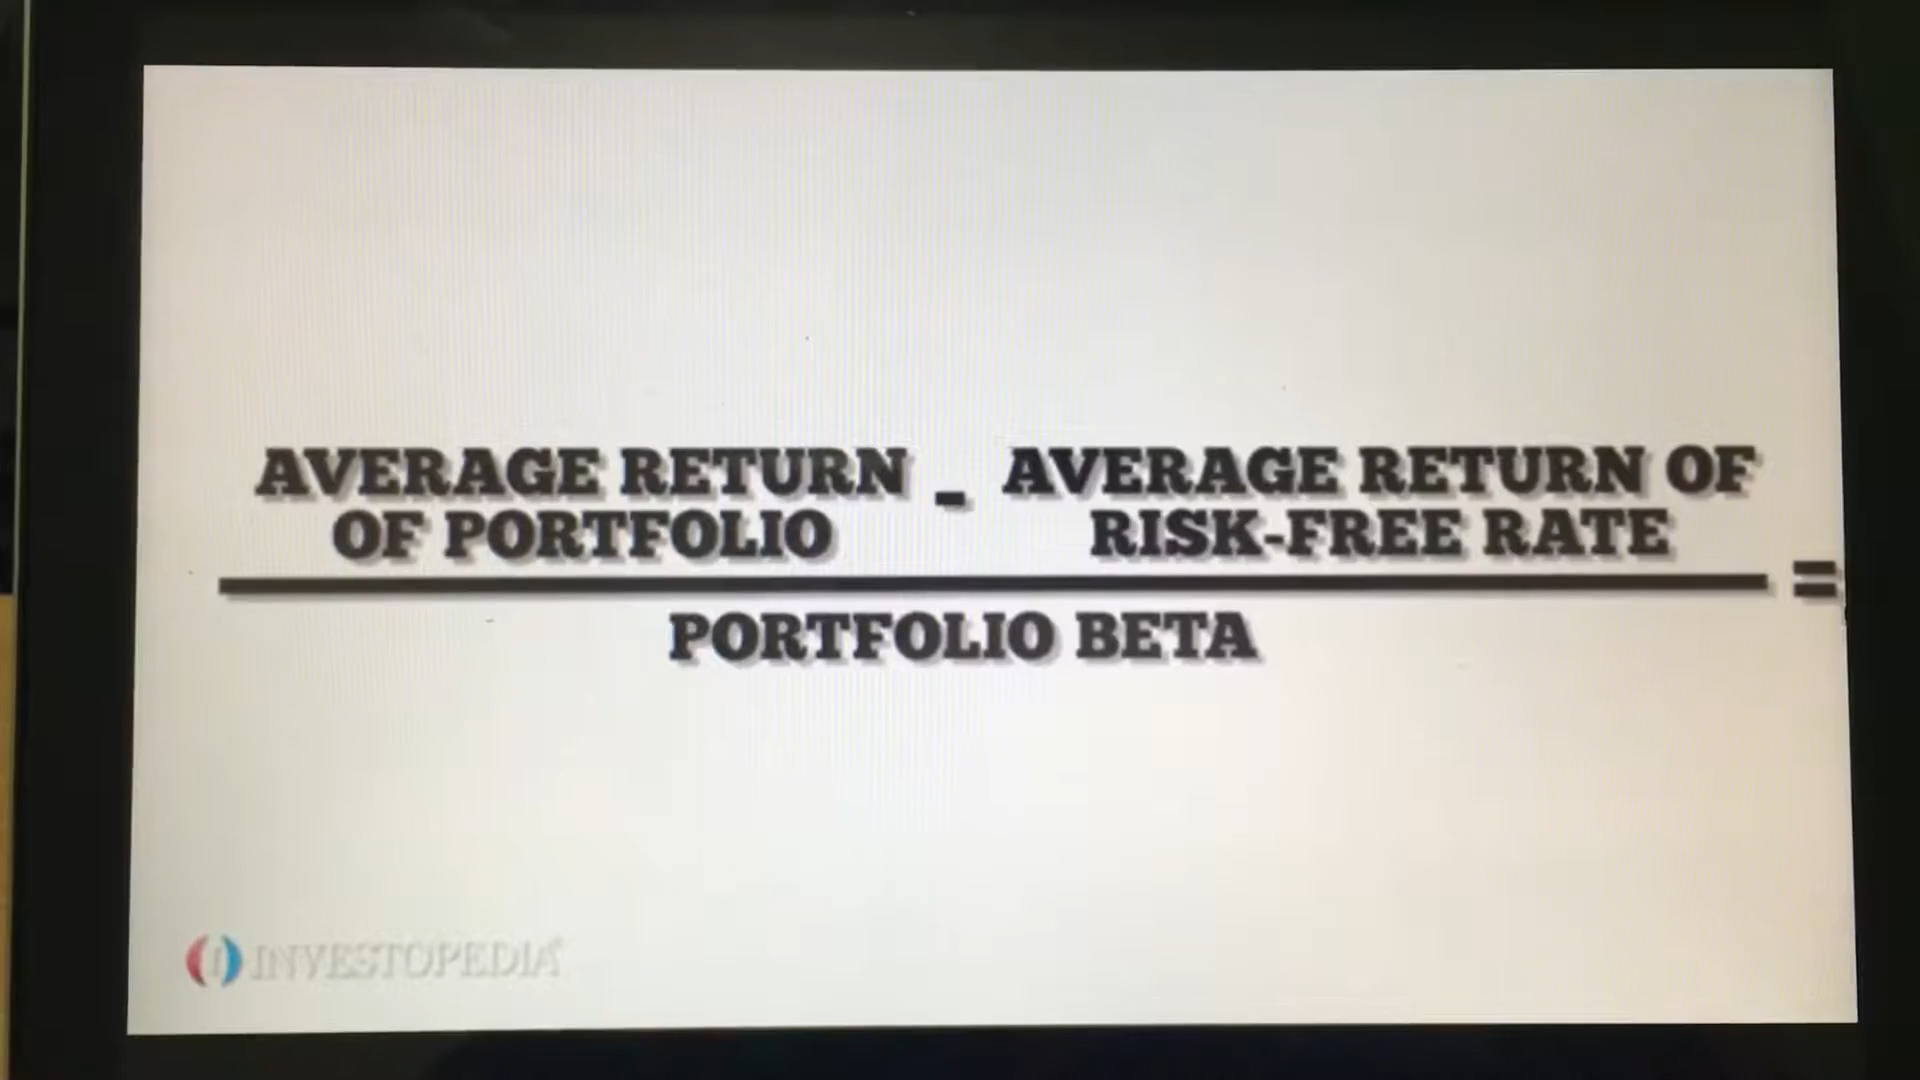 AVERAGE RETURN
OF PORTFOLIO
-
AVERAGE RETURN OF
RISK-FREE RATE
=
PORTFOLIO BETA
INVESTOPEDIA